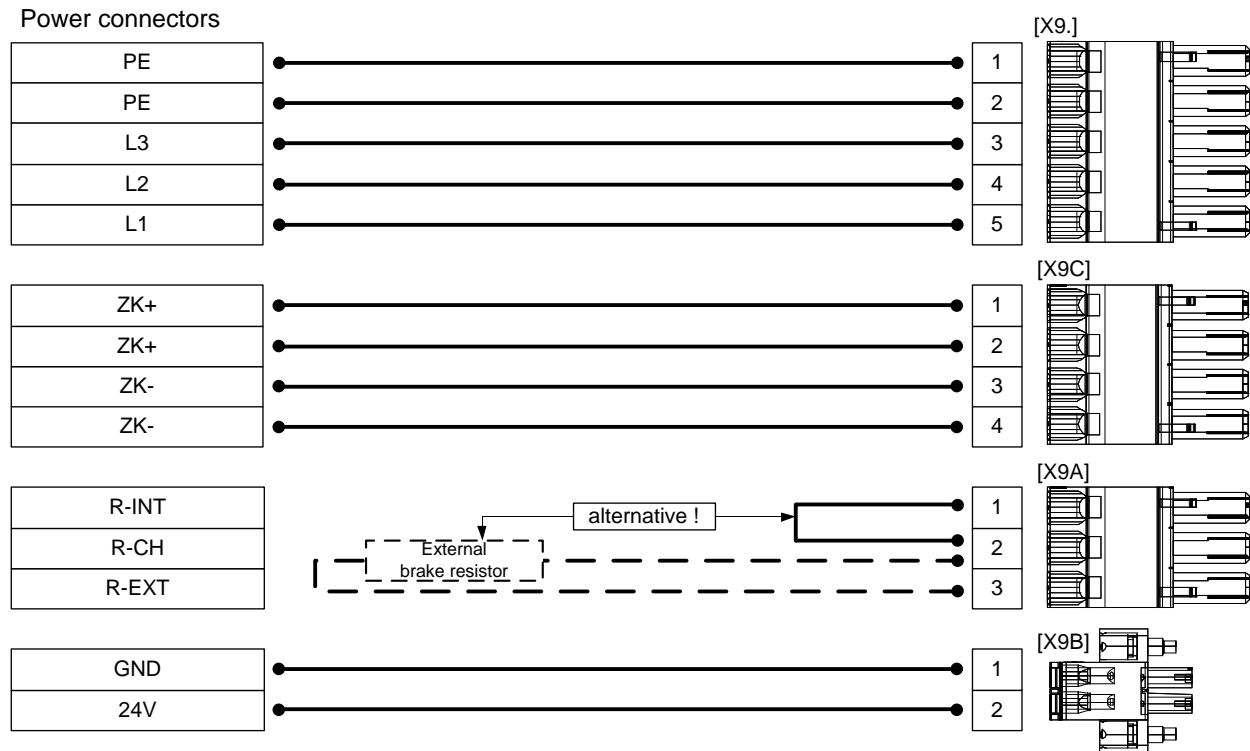 Power connectors
[X9.]
PE 1
PE 2
L3 3
L2 4
L1 5
[X9C]
ZK+ 1
ZK+ 2
ZK- 3
ZK- 4
[X9A]
R-INT alternative ! 1
R-CH External 2
brake resistor
R-EXT 3
[X9B]
GND 1
24V 2